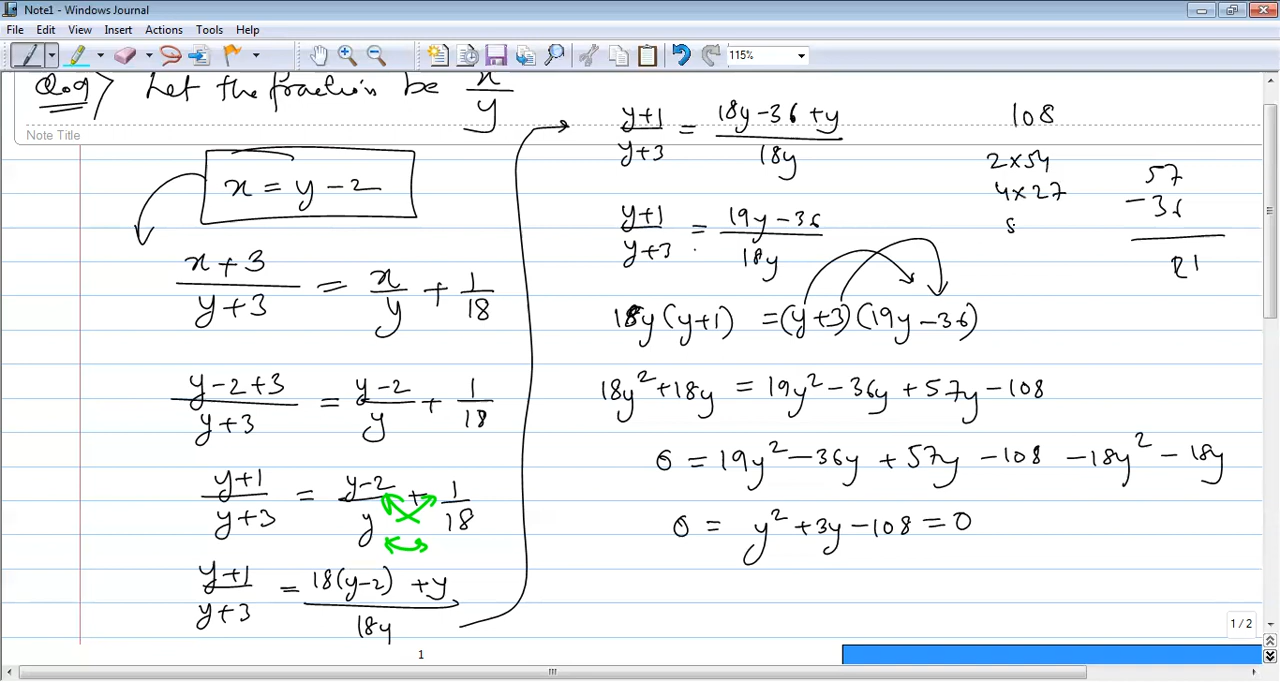 Note1 - Windows Journal
File Edit View Insert Actions Tools Help
115%
Q.09) Let the fraction be x/y
Note Title
x = y - 2
(x+3)/(y+3) = x/y + 1/18
(y-2+3)/(y+3) = (y-2)/y + 1/18
(y+1)/(y+3) = (y-2)/y + 1/18
(y+1)/(y+3) = (18(y-2) + y)/18y
(y+1)/(y+3) = (18y-36+y)/18y
(y+1)/(y+3) = (19y-36)/18y
18y(y+1) = (y+3)(19y-36)
18y²+18y = 19y²-36y+57y-108
0 = 19y²-36y+57y-108-18y²-18y
0 = y²+3y-108=0
108
2×54
4×27
8
57
-36
21
1/2
1